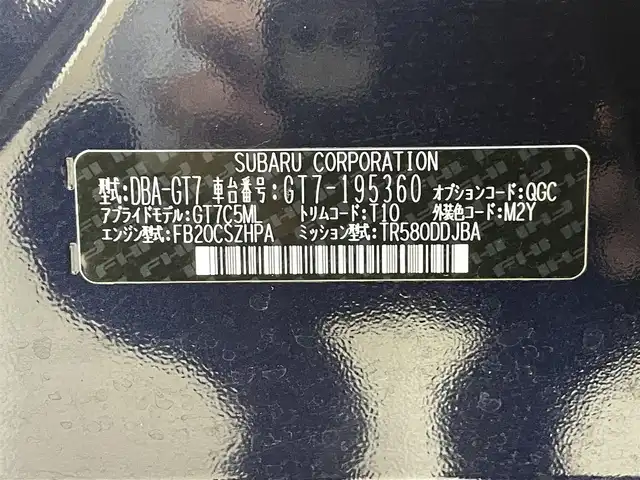 SUBARU CORPORATION
型式:DBA-GT7 車台番号:GT7-195360 オプションコード:QGC
アプライドモデル:GT7C5ML トリムコード:T10 外装色コード:M2Y
エンジン型式:FB20CSZHPA ミッション型式:TR580DDJBA